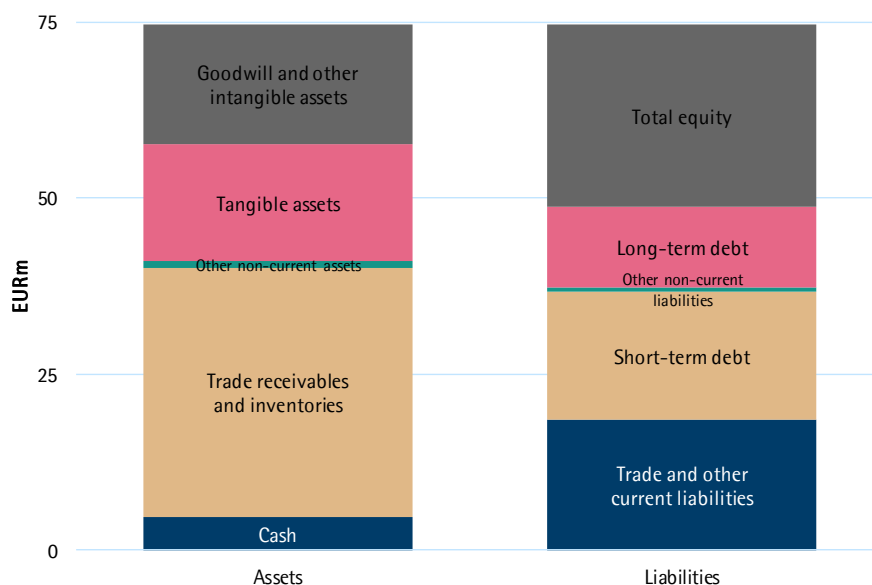 EURm
75
50
25
0
Goodwill and other
intangible assets
Tangible assets
Other non-current assets
Trade receivables
and inventories
Cash
Total equity
Long-term debt
Other non-current
liabilities
Short-term debt
Trade and other
current liabilities
Assets
Liabilities